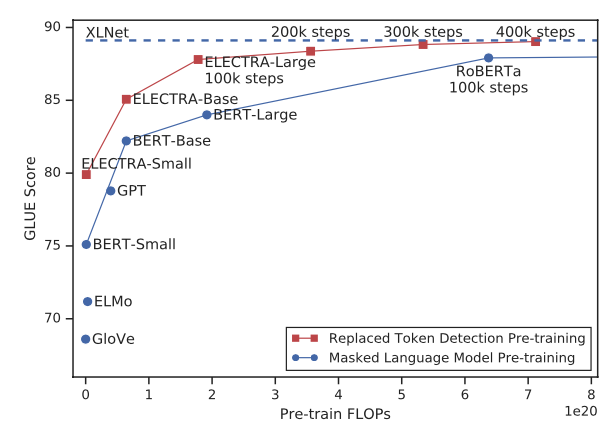 90
85
80
75
70
GLUE Score
XLNet
200k steps
300k steps
400k steps
ELECTRA-Large
100k steps
RoBERTa
100k steps
ELECTRA-Base
BERT-Large
BERT-Base
ELECTRA-Small
GPT
BERT-Small
ELMo
GloVe
Replaced Token Detection Pre-training
Masked Language Model Pre-training
0 1 2 3 4 5 6 7 8
1e20
Pre-train FLOPs